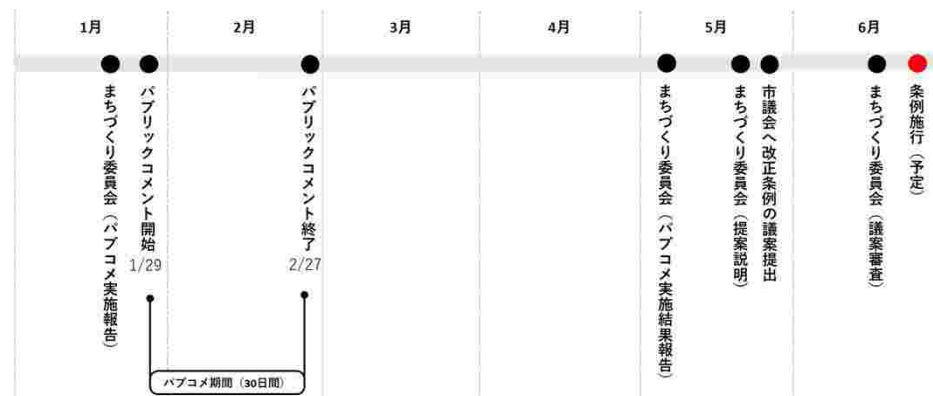 1月
2月
3月
4月
5月
6月
まちづくり委員会（パブコメ実施報告）
パブリックコメント開始
1/29
パブリックコメント終了
2/27
まちづくり委員会（パブコメ実施結果報告）
まちづくり委員会（提案説明）
市議会へ改正条例の議案提出
まちづくり委員会（議案審査）
条例施行（予定）
パブコメ期間（30日間）